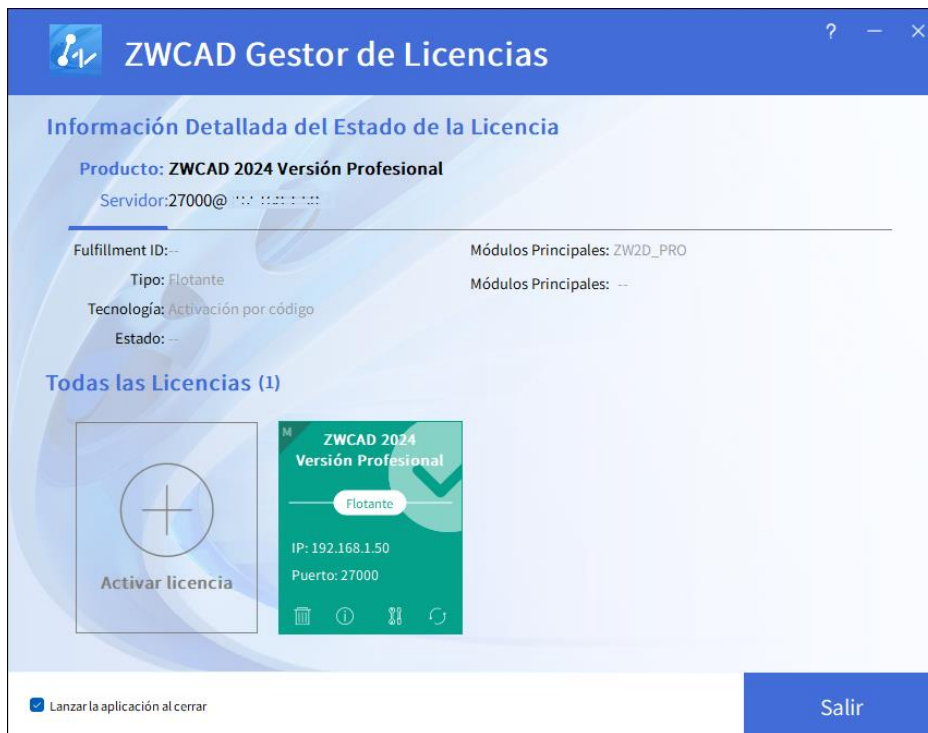 ZWCAD Gestor de Licencias
?
Información Detallada del Estado de la Licencia
Producto: ZWCAD 2024 Versión Profesional
Servidor:27000@
Fulfillment ID:--
Tipo: Flotante
Tecnología: Activación por código
Estado: --
Módulos Principales: ZW2D_PRO
Módulos Principales: --
Todas las Licencias (1)
Activar licencia
M
ZWCAD 2024
Versión Profesional
Flotante
IP: 192.168.1.50
Puerto: 27000
Lanzar la aplicación al cerrar
Salir